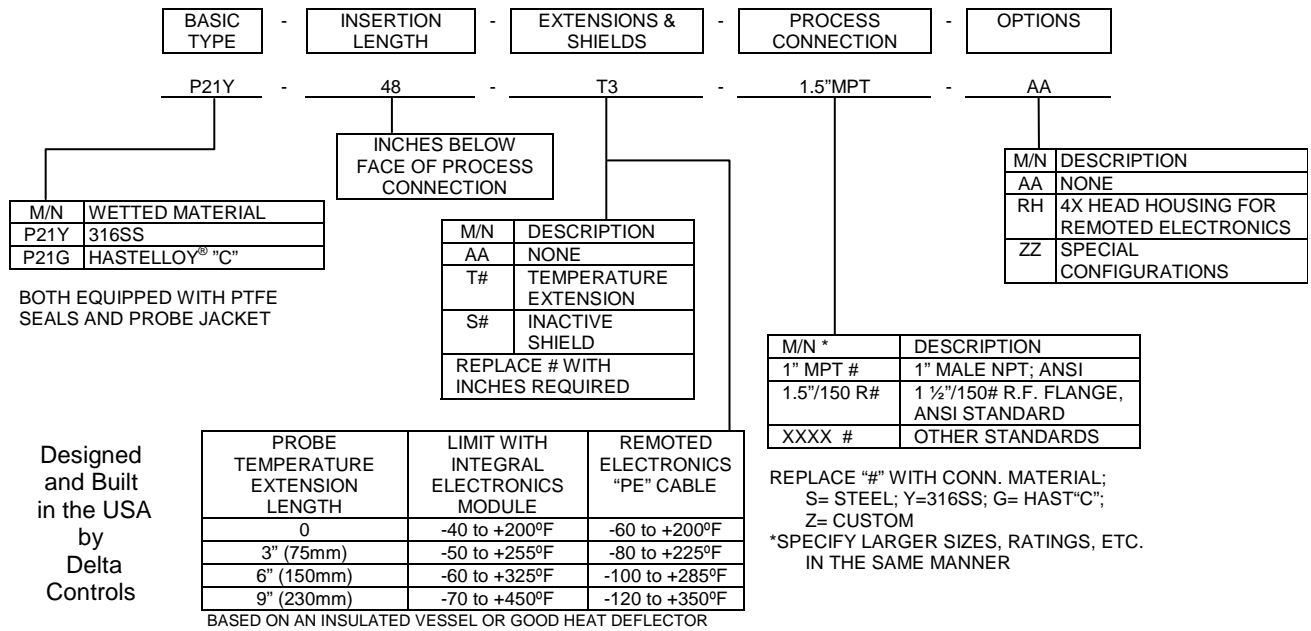 BASIC TYPE - INSERTION LENGTH - EXTENSIONS & SHIELDS - PROCESS CONNECTION - OPTIONS
P21Y - 48 - T3 - 1.5”MPT - AA
INCHES BELOW
FACE OF PROCESS
CONNECTION
M/N WETTED MATERIAL
P21Y 316SS
P21G HASTELLOY® ”C”
BOTH EQUIPPED WITH PTFE
SEALS AND PROBE JACKET
M/N DESCRIPTION
AA NONE
T# TEMPERATURE
EXTENSION
S# INACTIVE
SHIELD
REPLACE # WITH
INCHES REQUIRED
M/N DESCRIPTION
AA NONE
RH 4X HEAD HOUSING FOR
REMOTED ELECTRONICS
ZZ SPECIAL
CONFIGURATIONS
M/N * DESCRIPTION
1” MPT # 1” MALE NPT; ANSI
1.5”/150 R# 1 ½”/150# R.F. FLANGE,
ANSI STANDARD
XXXX # OTHER STANDARDS
REPLACE “#” WITH CONN. MATERIAL;
S= STEEL; Y=316SS; G= HAST“C”;
Z= CUSTOM
*SPECIFY LARGER SIZES, RATINGS, ETC.
IN THE SAME MANNER
Designed
and Built
in the USA
by
Delta
Controls
PROBE TEMPERATURE EXTENSION LENGTH LIMIT WITH INTEGRAL ELECTRONICS MODULE REMOTED ELECTRONICS “PE” CABLE
0 -40 to +200ºF -60 to +200ºF
3” (75mm) -50 to +255ºF -80 to +225ºF
6” (150mm) -60 to +325ºF -100 to +285ºF
9” (230mm) -70 to +450ºF -120 to +350ºF
BASED ON AN INSULATED VESSEL OR GOOD HEAT DEFLECTOR